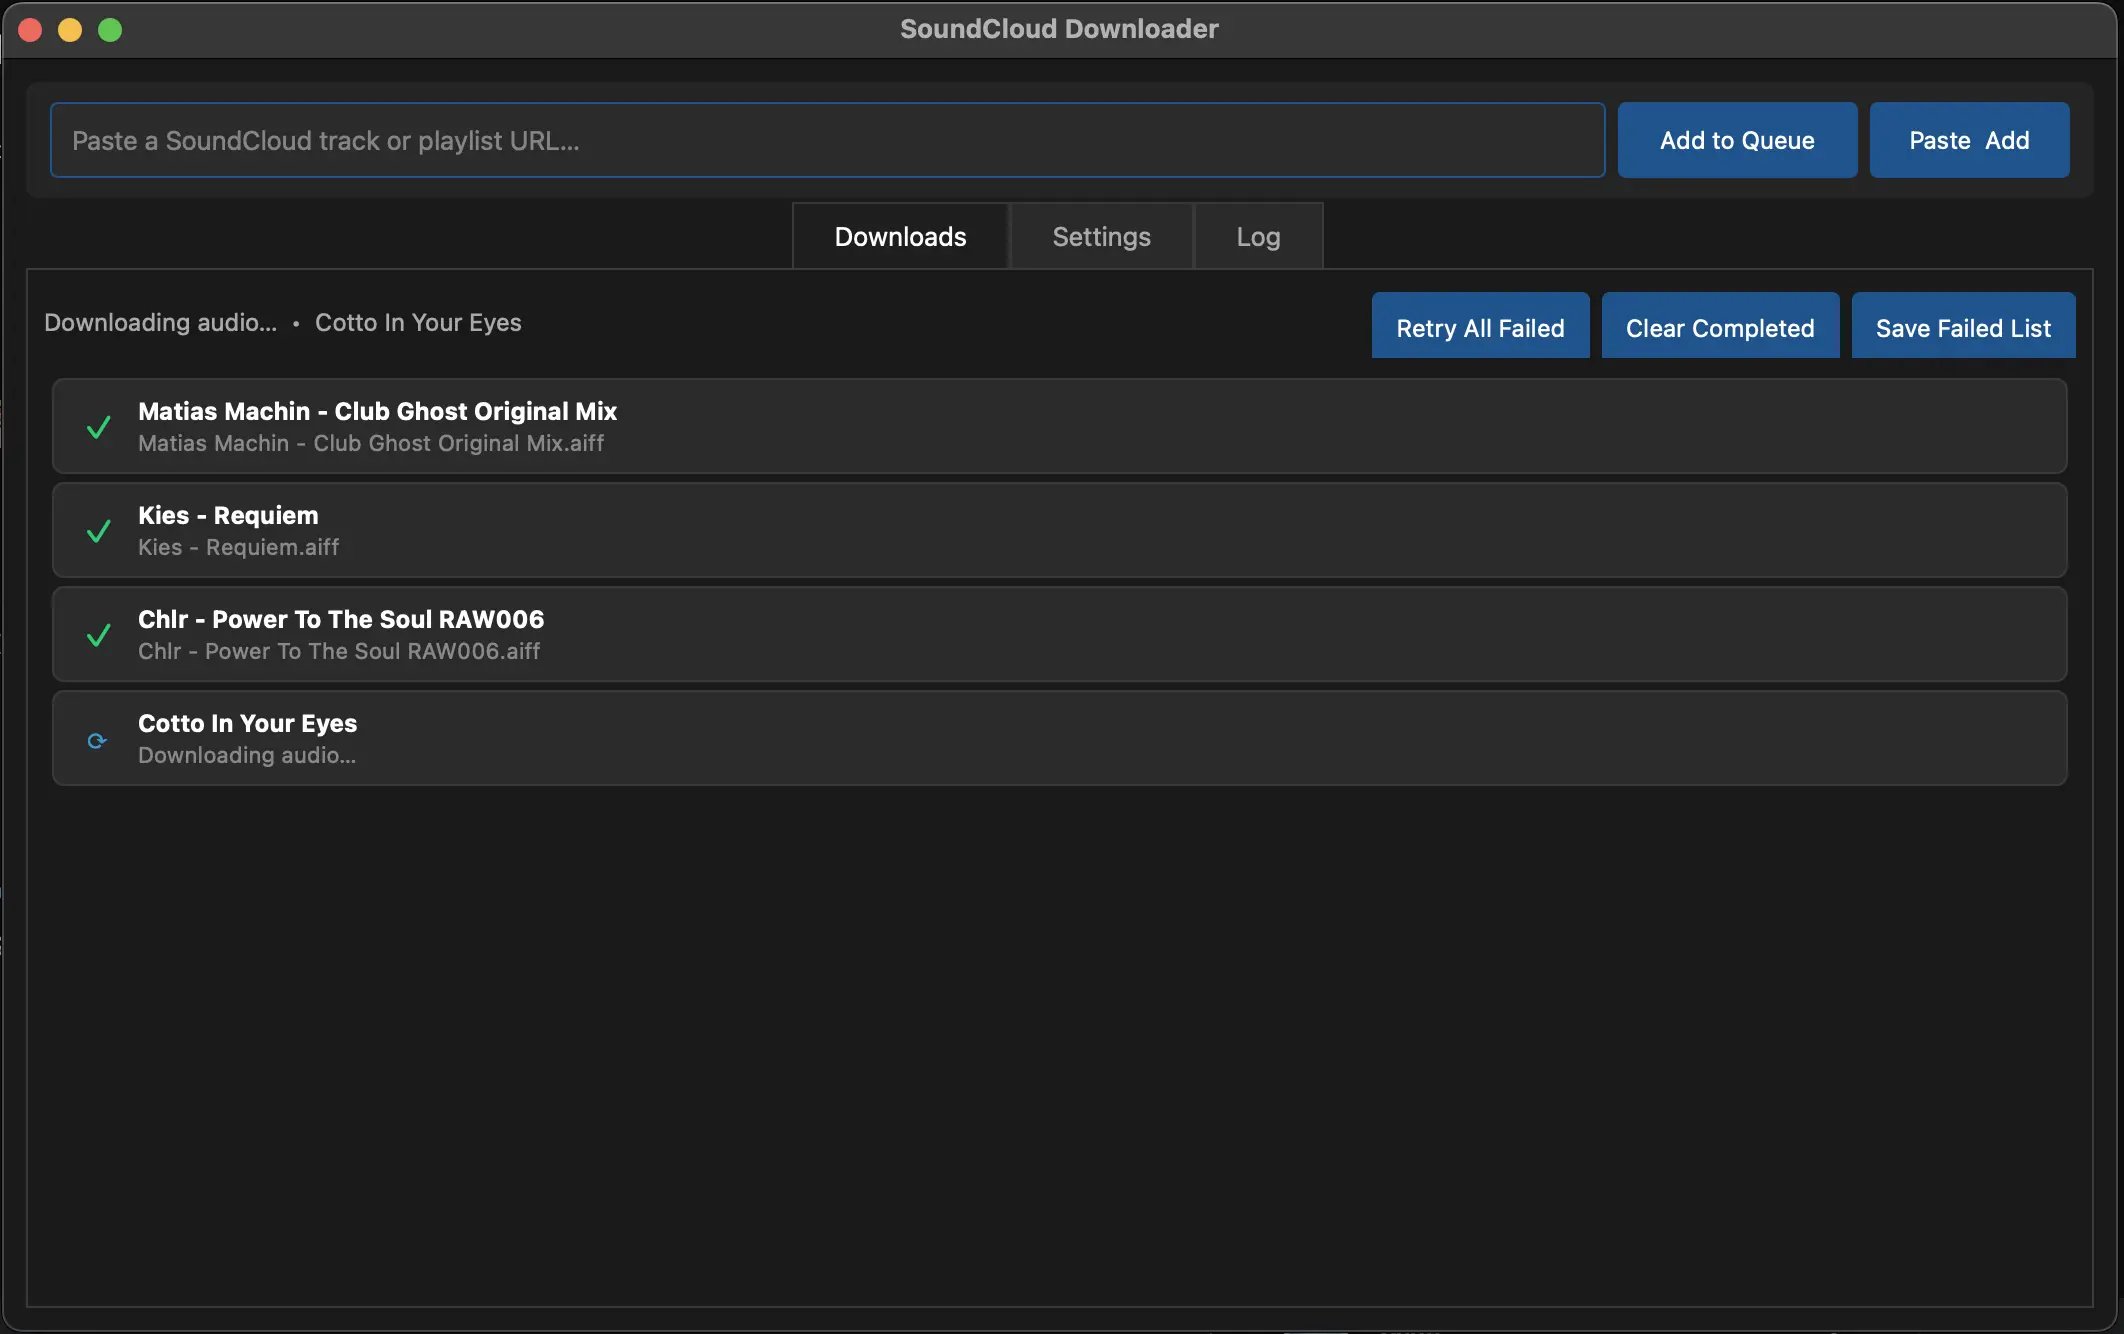 SoundCloud Downloader
Paste a SoundCloud track or playlist URL...
Add to Queue
Paste  Add
Downloads
Settings
Log
Downloading audio... • Cotto In Your Eyes
Retry All Failed
Clear Completed
Save Failed List
Matias Machin - Club Ghost Original Mix
Matias Machin - Club Ghost Original Mix.aiff
Kies - Requiem
Kies - Requiem.aiff
Chlr - Power To The Soul RAW006
Chlr - Power To The Soul RAW006.aiff
Cotto In Your Eyes
Downloading audio...